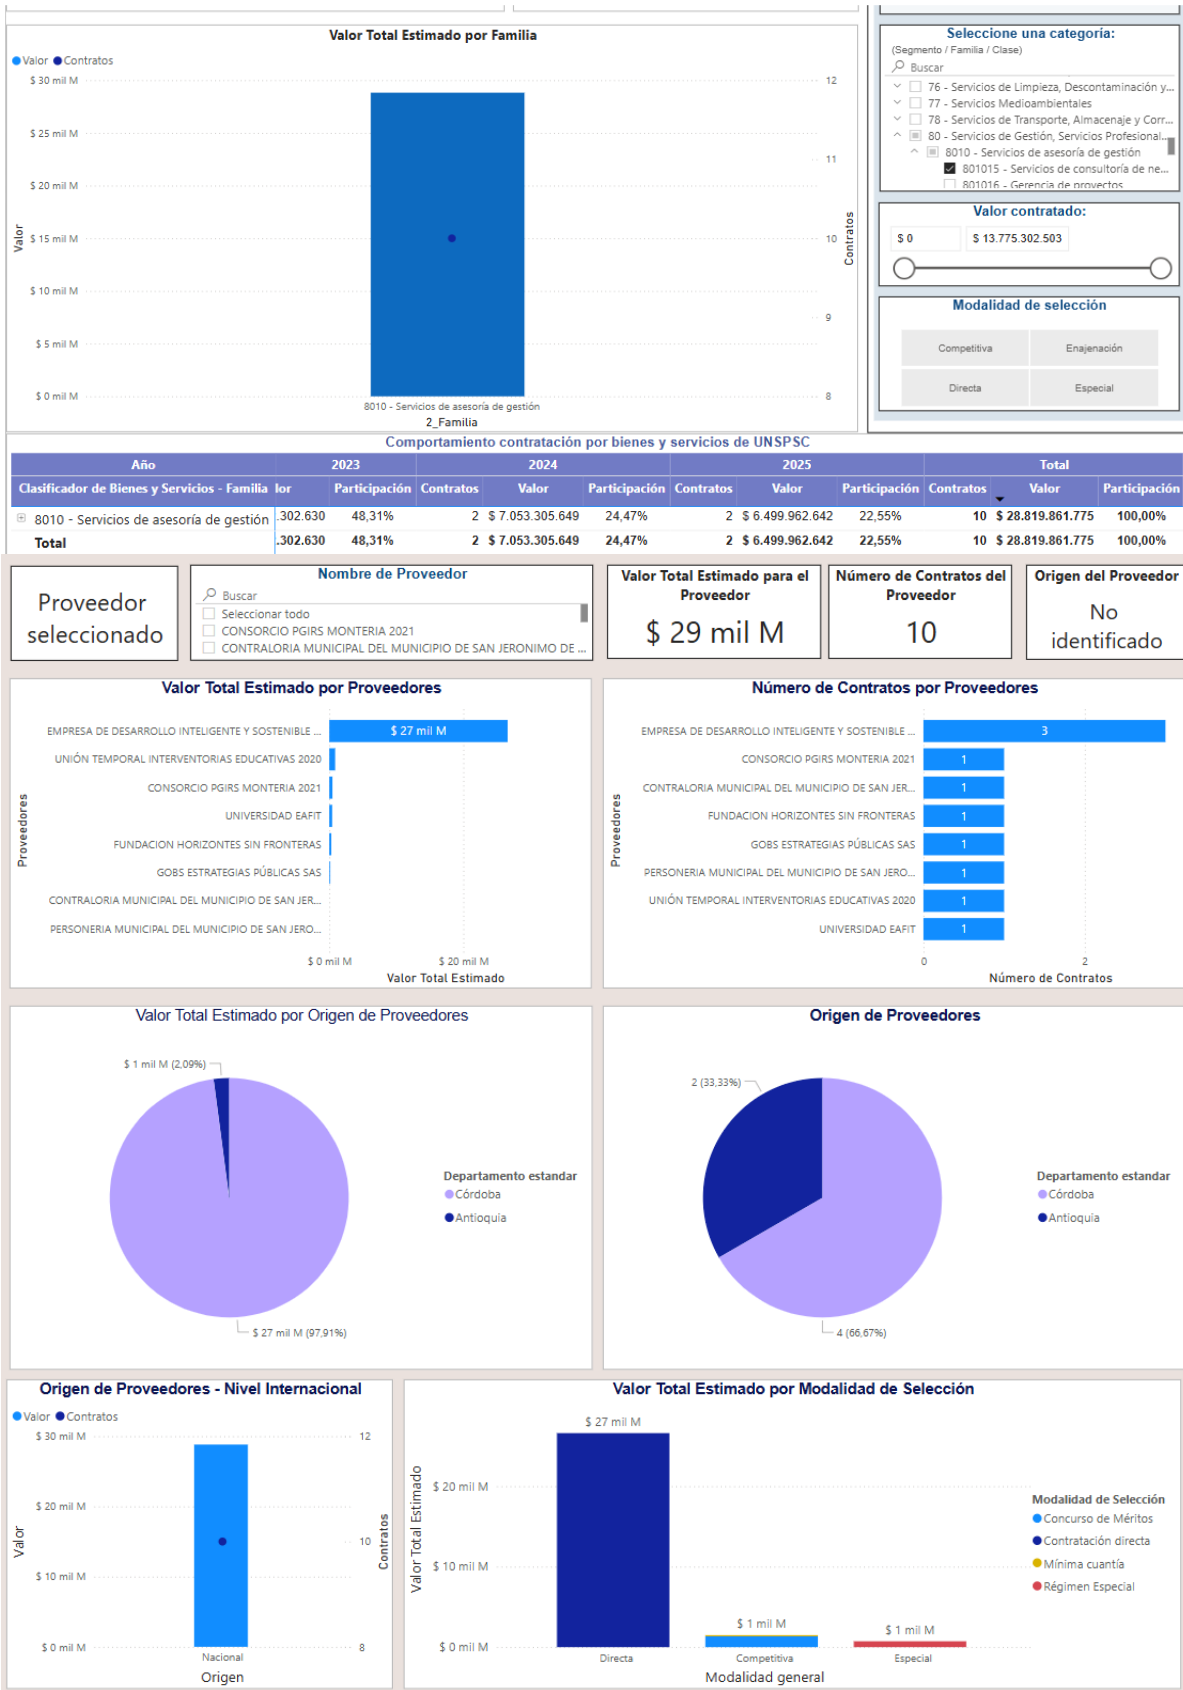 Valor Total Estimado por Familia
Valor Contratos
$ 30 mil M
$ 25 mil M
$ 20 mil M
$ 15 mil M
$ 10 mil M
$ 5 mil M
$ 0 mil M
Valor
12
11
10
9
8
Contratos
8010 - Servicios de asesoría de gestión
2_Familia
Seleccione una categoría:
(Segmento / Familia / Clase)
Buscar
76 - Servicios de Limpieza, Descontaminación y...
77 - Servicios Medioambientales
78 - Servicios de Transporte, Almacenaje y Corr...
80 - Servicios de Gestión, Servicios Profesional...
8010 - Servicios de asesoría de gestión
801015 - Servicios de consultoría de ne...
801016 - Gerencia de proyectos
Valor contratado:
$ 0 $ 13.775.302.503
Modalidad de selección
Competitiva Enajenación
Directa Especial
Comportamiento contratación por bienes y servicios de UNSPSC
Año 2023 2024 2025 Total
Clasificador de Bienes y Servicios - Familia lor Participación Contratos Valor Participación Contratos Valor Participación Contratos Valor Participación
8010 - Servicios de asesoría de gestión .302.630 48,31% 2 $ 7.053.305.649 24,47% 2 $ 6.499.962.642 22,55% 10 $ 28.819.861.775 100,00%
Total .302.630 48,31% 2 $ 7.053.305.649 24,47% 2 $ 6.499.962.642 22,55% 10 $ 28.819.861.775 100,00%
Proveedor
seleccionado
Nombre de Proveedor
Buscar
Seleccionar todo
CONSORCIO PGIRS MONTERIA 2021
CONTRALORIA MUNICIPAL DEL MUNICIPIO DE SAN JERONIMO DE ...
Valor Total Estimado para el
Proveedor
$ 29 mil M
Número de Contratos del
Proveedor
10
Origen del Proveedor
No
identificado
Valor Total Estimado por Proveedores
Proveedores
EMPRESA DE DESARROLLO INTELIGENTE Y SOSTENIBLE ... $ 27 mil M
UNIÓN TEMPORAL INTERVENTORIAS EDUCATIVAS 2020
CONSORCIO PGIRS MONTERIA 2021
UNIVERSIDAD EAFIT
FUNDACION HORIZONTES SIN FRONTERAS
GOBS ESTRATEGIAS PÚBLICAS SAS
CONTRALORIA MUNICIPAL DEL MUNICIPIO DE SAN JER...
PERSONERIA MUNICIPAL DEL MUNICIPIO DE SAN JERO...
$ 0 mil M $ 20 mil M
Valor Total Estimado
Número de Contratos por Proveedores
Proveedores
EMPRESA DE DESARROLLO INTELIGENTE Y SOSTENIBLE ... 3
CONSORCIO PGIRS MONTERIA 2021 1
CONTRALORIA MUNICIPAL DEL MUNICIPIO DE SAN JER... 1
FUNDACION HORIZONTES SIN FRONTERAS 1
GOBS ESTRATEGIAS PÚBLICAS SAS 1
PERSONERIA MUNICIPAL DEL MUNICIPIO DE SAN JERO... 1
UNIÓN TEMPORAL INTERVENTORIAS EDUCATIVAS 2020 1
UNIVERSIDAD EAFIT 1
0 2
Número de Contratos
Valor Total Estimado por Origen de Proveedores
$ 1 mil M (2,09%)
$ 27 mil M (97,91%)
Departamento estandar
Córdoba
Antioquia
Origen de Proveedores
2 (33,33%)
4 (66,67%)
Departamento estandar
Córdoba
Antioquia
Origen de Proveedores - Nivel Internacional
Valor Contratos
$ 30 mil M
$ 20 mil M
$ 10 mil M
$ 0 mil M
Valor
12
10
8
Contratos
Nacional
Origen
Valor Total Estimado por Modalidad de Selección
Valor Total Estimado
$ 20 mil M
$ 10 mil M
$ 0 mil M
$ 27 mil M
$ 1 mil M
$ 1 mil M
Directa Competitiva Especial
Modalidad general
Modalidad de Selección
Concurso de Méritos
Contratación directa
Mínima cuantía
Régimen Especial